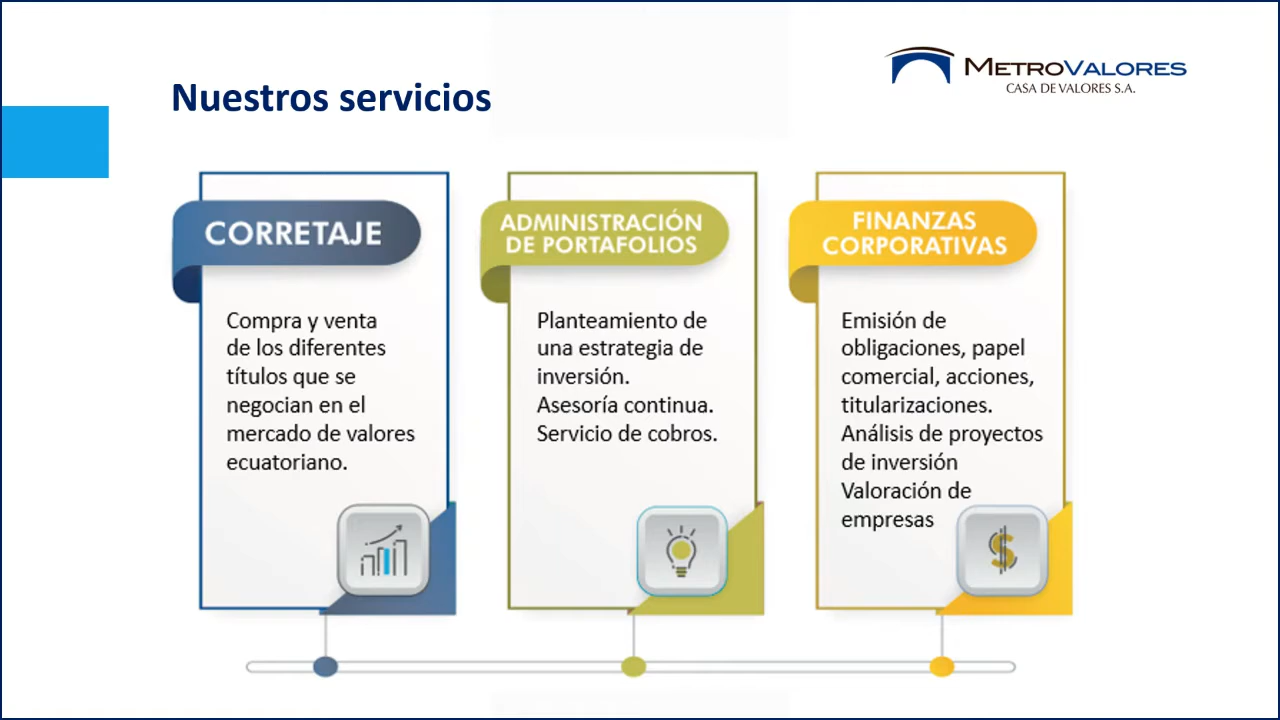 Nuestros servicios
METROVALORES
CASA DE VALORES S.A.
CORRETAJE
Compra y venta
de los diferentes
títulos que se
negocian en el
mercado de valores
ecuatoriano.
ADMINISTRACIÓN
DE PORTAFOLIOS
Planteamiento de
una estrategia de
inversión.
Asesoría continua.
Servicio de cobros.
FINANZAS
CORPORATIVAS
Emisión de
obligaciones, papel
comercial, acciones,
titularizaciones.
Análisis de proyectos
de inversión
Valoración de
empresas
$